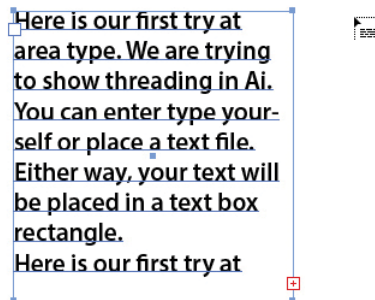 Here is our first try at
area type. We are trying
to show threading in Ai.
You can enter type your-
self or place a text file.
Either way, your text will
be placed in a text box
rectangle.
Here is our first try at